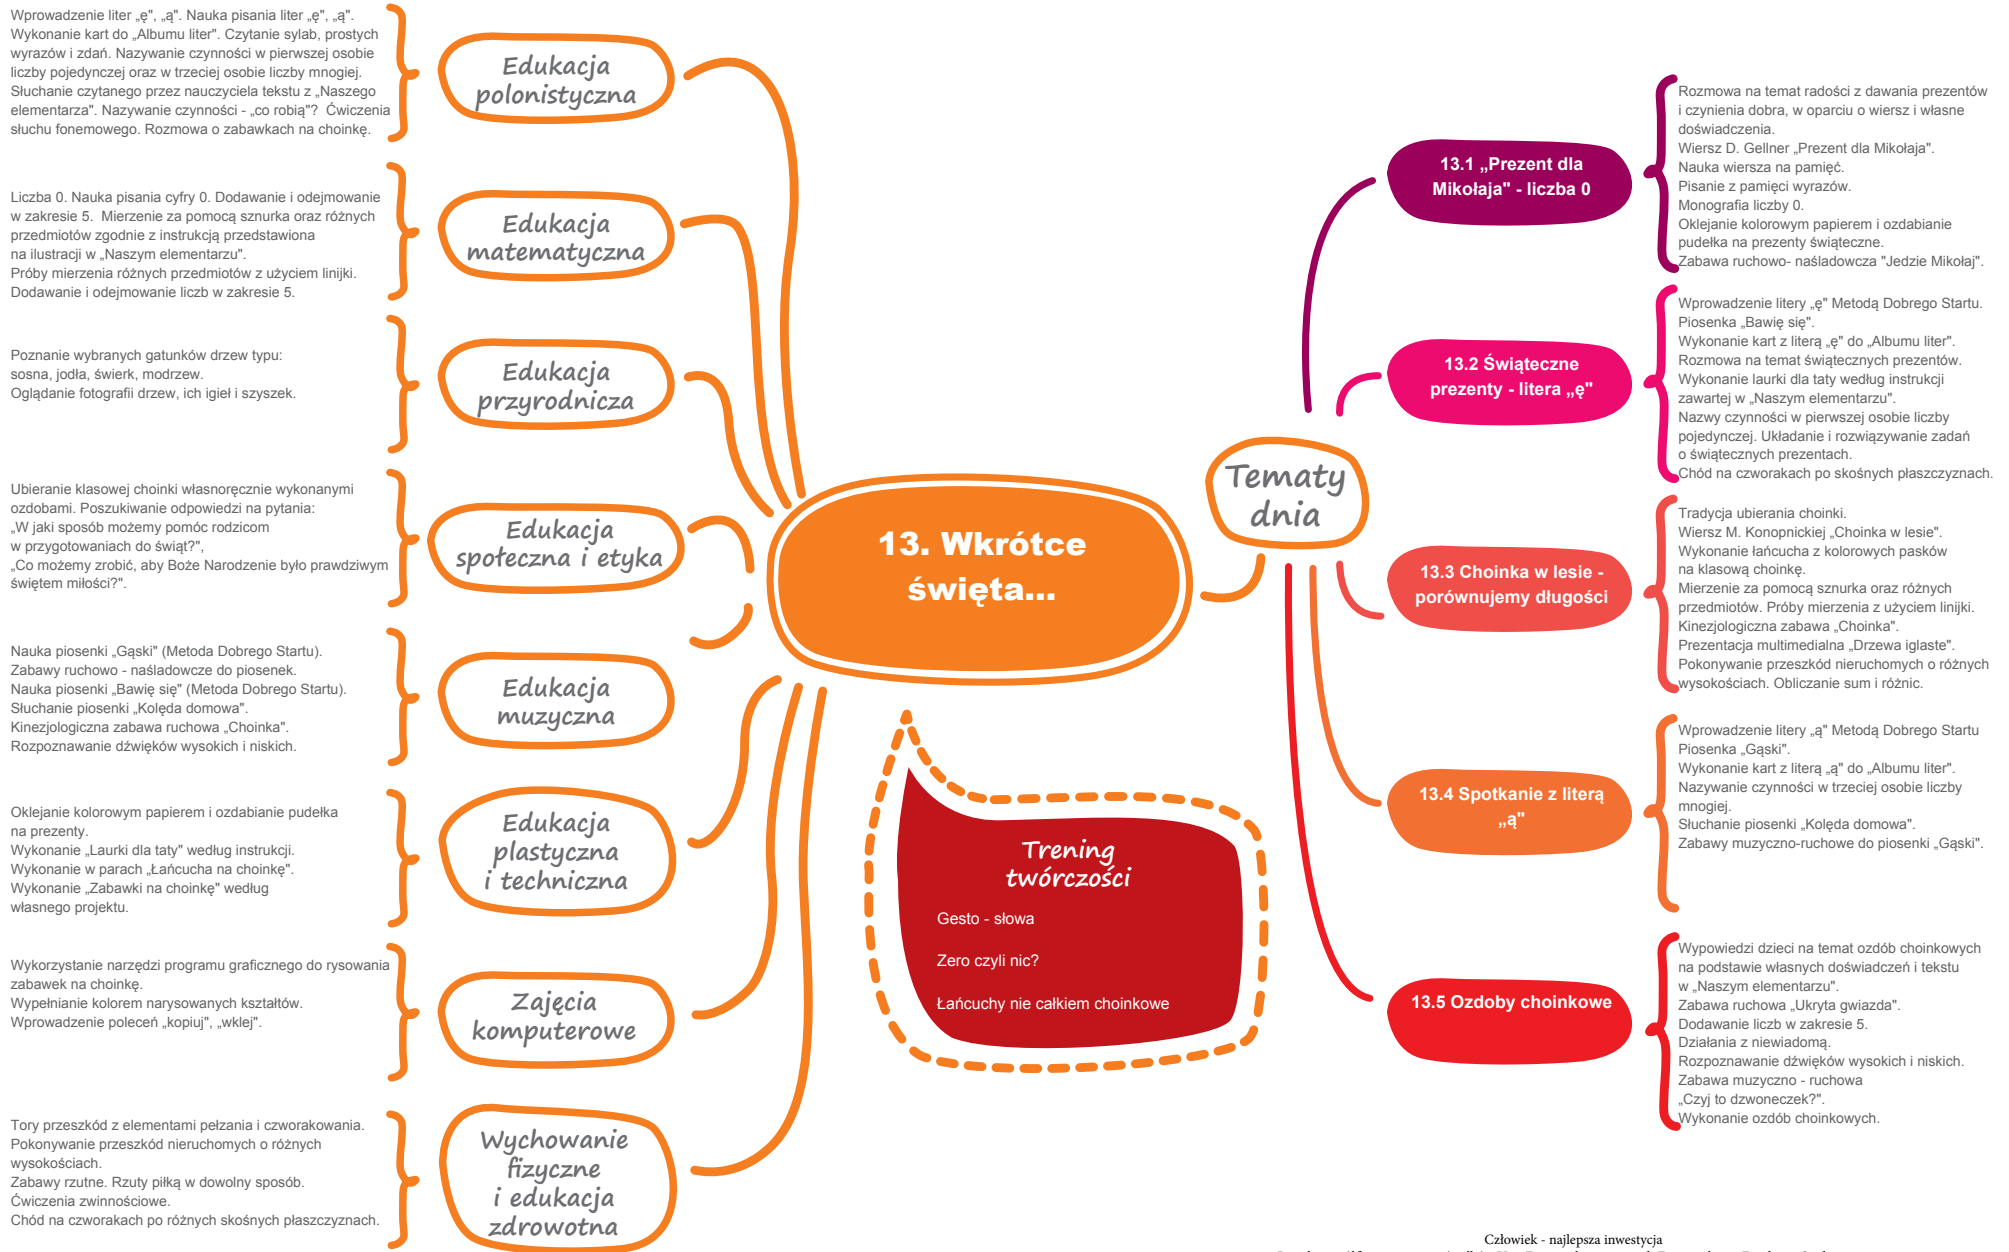 Wprowadzenie liter „ę", „ą". Nauka pisania liter „ę", „ą".
Wykonanie kart do „Albumu liter". Czytanie sylab, prostych
wyrazów i zdań. Nazywanie czynności w pierwszej osobie
liczby pojedynczej oraz w trzeciej osobie liczby mnogiej.
Słuchanie czytanego przez nauczyciela tekstu z „Naszego
elementarza". Nazywanie czynności - „co robią"? Ćwiczenia
słuchu fonemowego. Rozmowa o zabawkach na choinkę.
Edukacja
polonistyczna
Liczba 0. Nauka pisania cyfry 0. Dodawanie i odejmowanie
w zakresie 5. Mierzenie za pomocą sznurka oraz różnych
przedmiotów zgodnie z instrukcją przedstawiona
na ilustracji w „Naszym elementarzu".
Próby mierzenia różnych przedmiotów z użyciem linijki.
Dodawanie i odejmowanie liczb w zakresie 5.
Edukacja
matematyczna
Poznanie wybranych gatunków drzew typu:
sosna, jodła, świerk, modrzew.
Oglądanie fotografii drzew, ich igieł i szyszek.
Edukacja
przyrodnicza
Ubieranie klasowej choinki własnoręcznie wykonanymi
ozdobami. Poszukiwanie odpowiedzi na pytania:
„W jaki sposób możemy pomóc rodzicom
w przygotowaniach do świąt?",
„Co możemy zrobić, aby Boże Narodzenie było prawdziwym
świętem miłości?".
Edukacja
społeczna i etyka
Nauka piosenki „Gąski" (Metoda Dobrego Startu).
Zabawy ruchowo - naśladowcze do piosenek.
Nauka piosenki „Bawię się" (Metoda Dobrego Startu).
Słuchanie piosenki „Kolęda domowa".
Kinezjologiczna zabawa ruchowa „Choinka".
Rozpoznawanie dźwięków wysokich i niskich.
Edukacja
muzyczna
Oklejanie kolorowym papierem i ozdabianie pudełka
na prezenty.
Wykonanie „Laurki dla taty" według instrukcji.
Wykonanie w parach „Łańcucha na choinkę".
Wykonanie „Zabawki na choinkę" według
własnego projektu.
Edukacja
plastyczna
i techniczna
Wykorzystanie narzędzi programu graficznego do rysowania
zabawek na choinkę.
Wypełnianie kolorem narysowanych kształtów.
Wprowadzenie poleceń „kopiuj", „wklej".
Zajęcia
komputerowe
Tory przeszkód z elementami pełzania i czworakowania.
Pokonywanie przeszkód nieruchomych o różnych
wysokościach.
Zabawy rzutne. Rzuty piłką w dowolny sposób.
Ćwiczenia zwinnościowe.
Chód na czworakach po różnych skośnych płaszczyznach.
Wychowanie
fizyczne
i edukacja
zdrowotna
13. Wkrótce
święta...
Trening
twórczości
Gesto - słowa
Zero czyli nic?
Łańcuchy nie całkiem choinkowe
Tematy
dnia
13.1 „Prezent dla
Mikołaja" - liczba 0
Rozmowa na temat radości z dawania prezentów
i czynienia dobra, w oparciu o wiersz i własne
doświadczenia.
Wiersz D. Gellner „Prezent dla Mikołaja".
Nauka wiersza na pamięć.
Pisanie z pamięci wyrazów.
Monografia liczby 0.
Oklejanie kolorowym papierem i ozdabianie
pudełka na prezenty świąteczne.
Zabawa ruchowo- naśladowcza "Jedzie Mikołaj".
13.2 Świąteczne
prezenty - litera „ę"
Wprowadzenie litery „ę" Metodą Dobrego Startu.
Piosenka „Bawię się".
Wykonanie kart z literą „ę" do „Albumu liter".
Rozmowa na temat świątecznych prezentów.
Wykonanie laurki dla taty według instrukcji
zawartej w „Naszym elementarzu".
Nazwy czynności w pierwszej osobie liczby
pojedynczej. Układanie i rozwiązywanie zadań
o świątecznych prezentach.
Chód na czworakach po skośnych płaszczyznach.
13.3 Choinka w lesie -
porównujemy długości
Tradycja ubierania choinki.
Wiersz M. Konopnickiej „Choinka w lesie".
Wykonanie łańcucha z kolorowych pasków
na klasową choinkę.
Mierzenie za pomocą sznurka oraz różnych
przedmiotów. Próby mierzenia z użyciem linijki.
Kinezjologiczna zabawa „Choinka".
Prezentacja multimedialna „Drzewa iglaste".
Pokonywanie przeszkód nieruchomych o różnych
wysokościach. Obliczanie sum i różnic.
13.4 Spotkanie z literą
„ą"
Wprowadzenie litery „ą" Metodą Dobrego Startu
Piosenka „Gąski".
Wykonanie kart z literą „ą" do „Albumu liter".
Nazywanie czynności w trzeciej osobie liczby
mnogiej.
Słuchanie piosenki „Kolęda domowa".
Zabawy muzyczno-ruchowe do piosenki „Gąski".
13.5 Ozdoby choinkowe
Wypowiedzi dzieci na temat ozdób choinkowych
na podstawie własnych doświadczeń i tekstu
w „Naszym elementarzu".
Zabawa ruchowa „Ukryta gwiazda".
Dodawanie liczb w zakresie 5.
Działania z niewiadomą.
Rozpoznawanie dźwięków wysokich i niskich.
Zabawa muzyczno - ruchowa
„Czyj to dzwoneczek?".
Wykonanie ozdób choinkowych.
Człowiek - najlepsza inwestycja